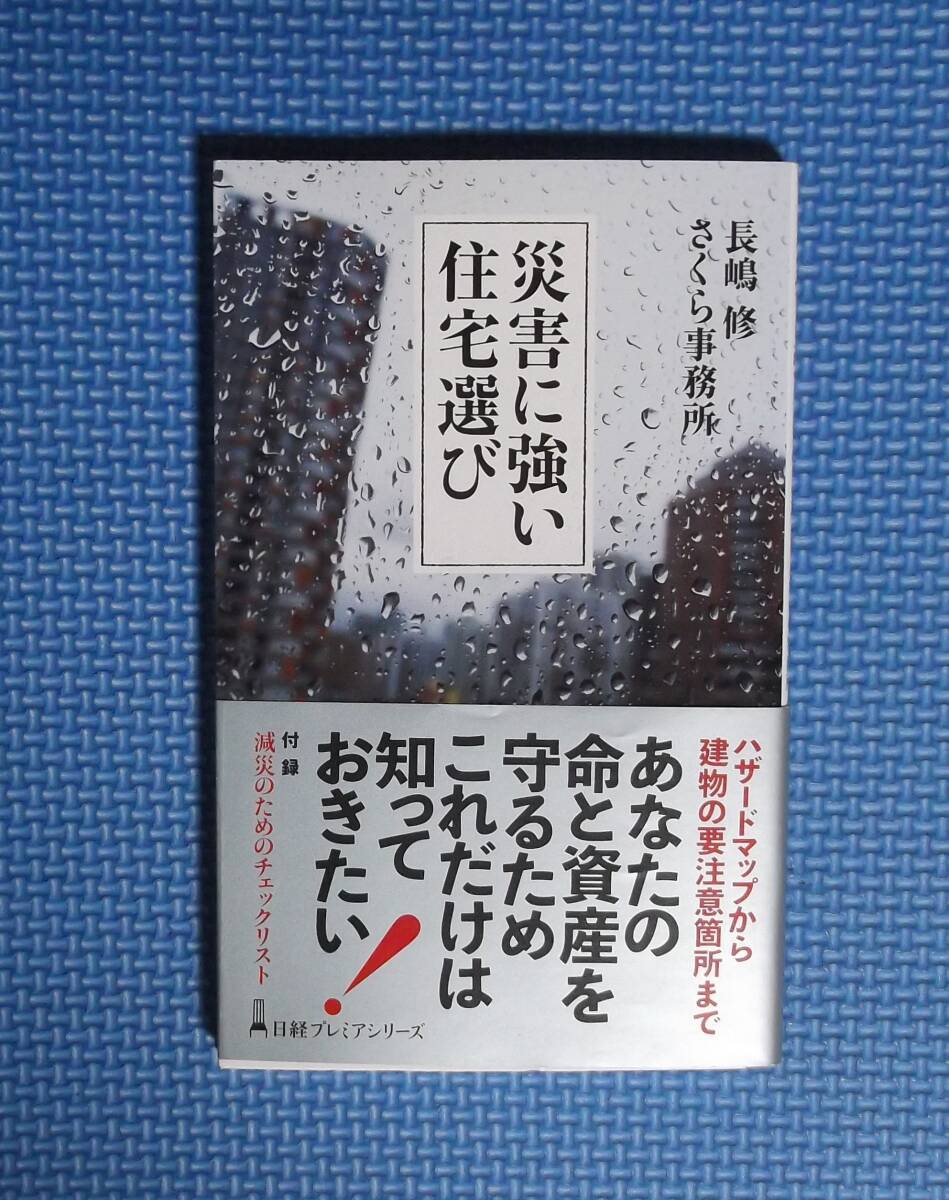 長嶋 修
さくら事務所
災害に強い
住宅選び
ハザードマップから
建物の要注意箇所まで
あなたの
命と資産を
守るため
これだけは
知って
おきたい!
付録
減災のためのチェックリスト
日経プレミアシリーズ